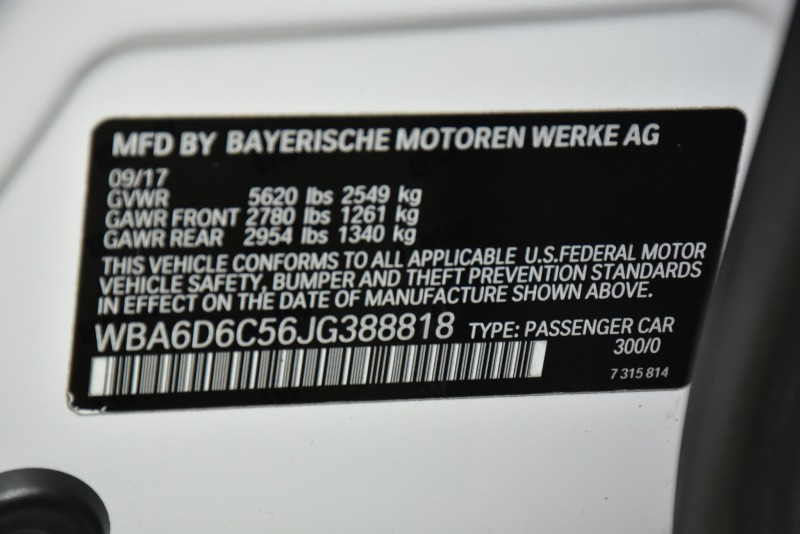 MFD BY BAYERISCHE MOTOREN WERKE AG
09/17
GVWR 5620 lbs 2549 kg
GAWR FRONT 2780 lbs 1261 kg
GAWR REAR 2954 lbs 1340 kg
THIS VEHICLE CONFORMS TO ALL APPLICABLE U.S.FEDERAL MOTOR
VEHICLE SAFETY, BUMPER AND THEFT PREVENTION STANDARDS
IN EFFECT ON THE DATE OF MANUFACTURE SHOWN ABOVE.
WBA6D6C56JG388818 TYPE: PASSENGER CAR
300/0
7 315 814